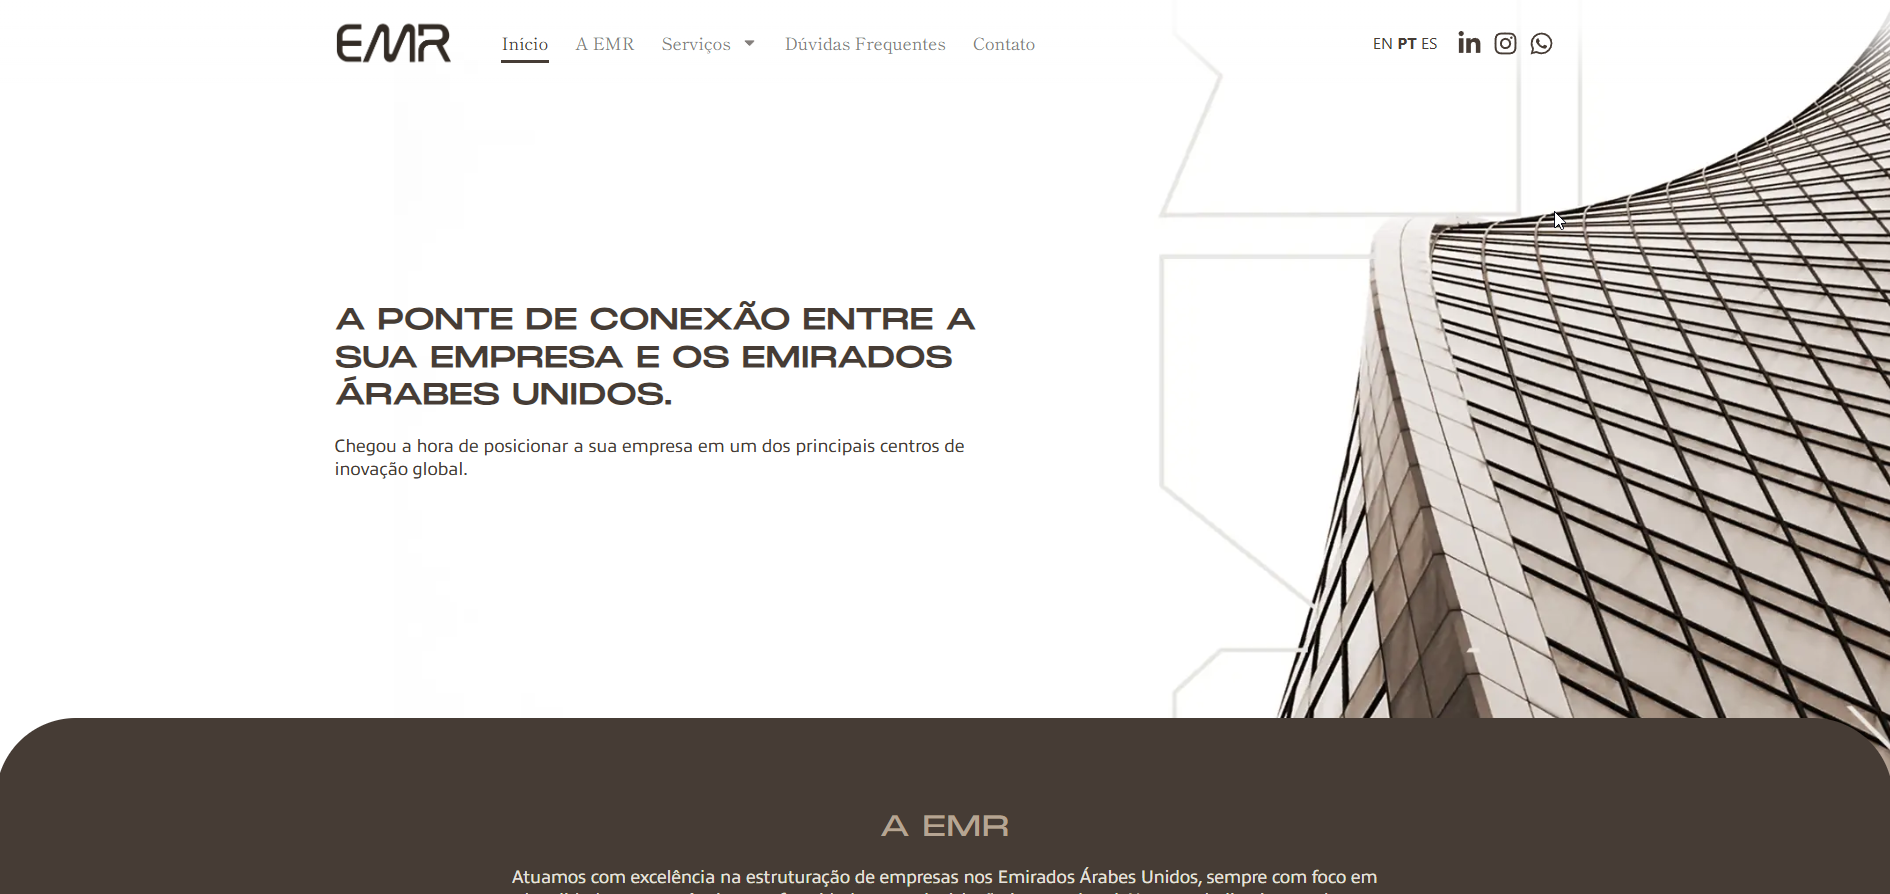 EMR
Início A EMR Serviços Dúvidas Frequentes Contato
EN PT ES
A PONTE DE CONEXÃO ENTRE A
SUA EMPRESA E OS EMIRADOS
ÁRABES UNIDOS.
Chegou a hora de posicionar a sua empresa em um dos principais centros de
inovação global.
A EMR
Atuamos com excelência na estruturação de empresas nos Emirados Árabes Unidos, sempre com foco em